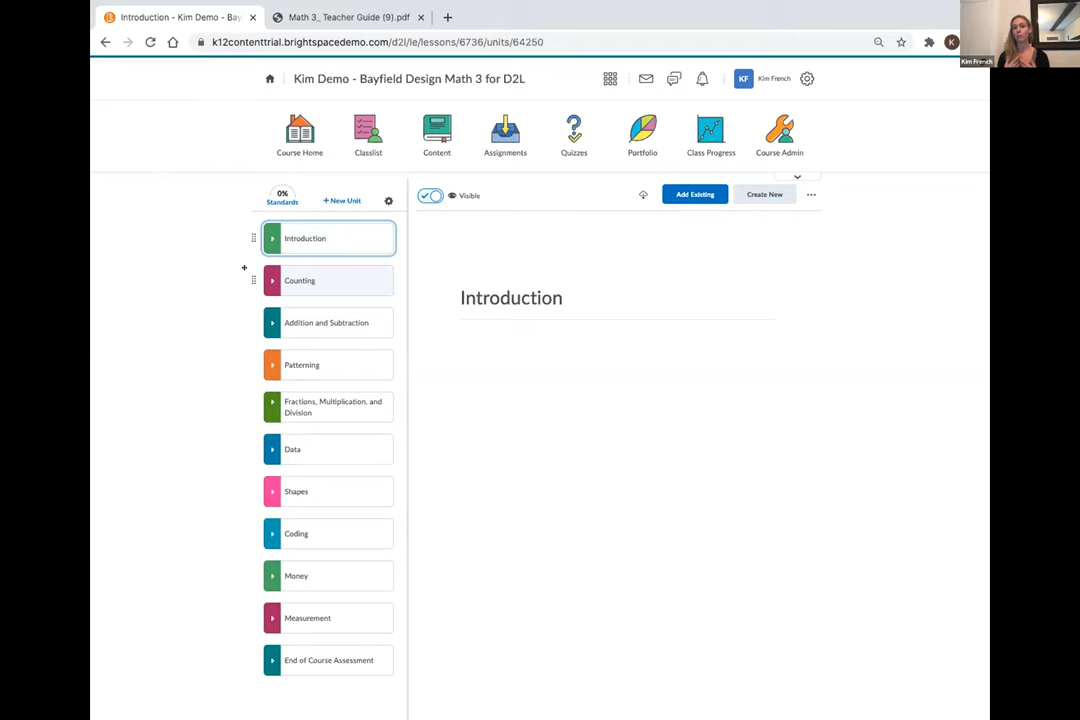 Introduction - Kim Demo - Bay
Math 3_ Teacher Guide (9).pdf
k12contenttrial.brightspacedemo.com/d2l/le/lessons/6736/units/64250
K
Kim French
Kim Demo - Bayfield Design Math 3 for D2L
KF
Kim French
Course Home
Classlist
Content
Assignments
Quizzes
Portfolio
Class Progress
Course Admin
0%
Standards
+ New Unit
Visible
Add Existing
Create New
Introduction
Counting
Addition and Subtraction
Patterning
Fractions, Multiplication, and
Division
Data
Shapes
Coding
Money
Measurement
End of Course Assessment
Introduction